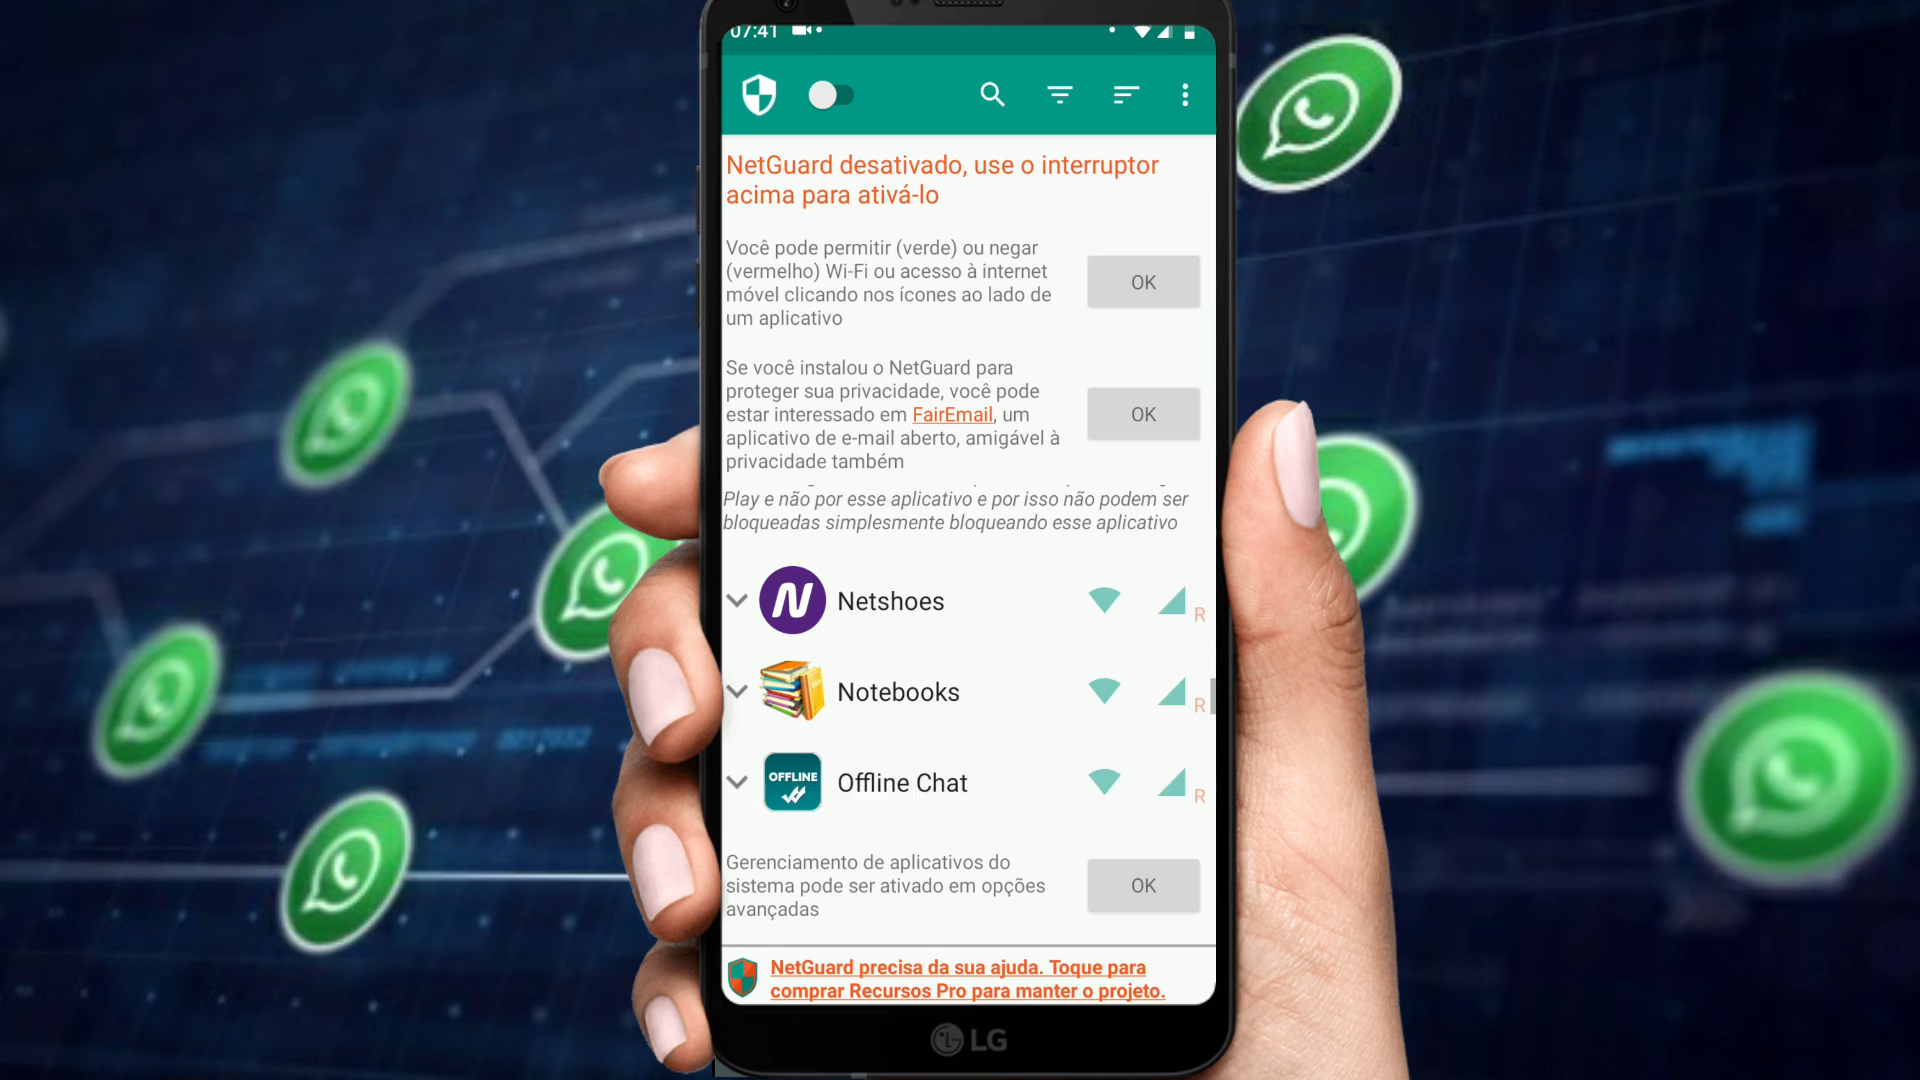 07:41
NetGuard desativado, use o interruptor
acima para ativá-lo
Você pode permitir (verde) ou negar
(vermelho) Wi-Fi ou acesso à internet
móvel clicando nos ícones ao lado de
um aplicativo
OK
Se você instalou o NetGuard para
proteger sua privacidade, você pode
estar interessado em FairEmail, um
aplicativo de e-mail aberto, amigável à
privacidade também
OK
Play e não por esse aplicativo e por isso não podem ser
bloqueadas simplesmente bloqueando esse aplicativo
N Netshoes R
Notebooks R
OFFLINE Offline Chat R
Gerenciamento de aplicativos do
sistema pode ser ativado em opções
avançadas
OK
NetGuard precisa da sua ajuda. Toque para
comprar Recursos Pro para manter o projeto.
LG